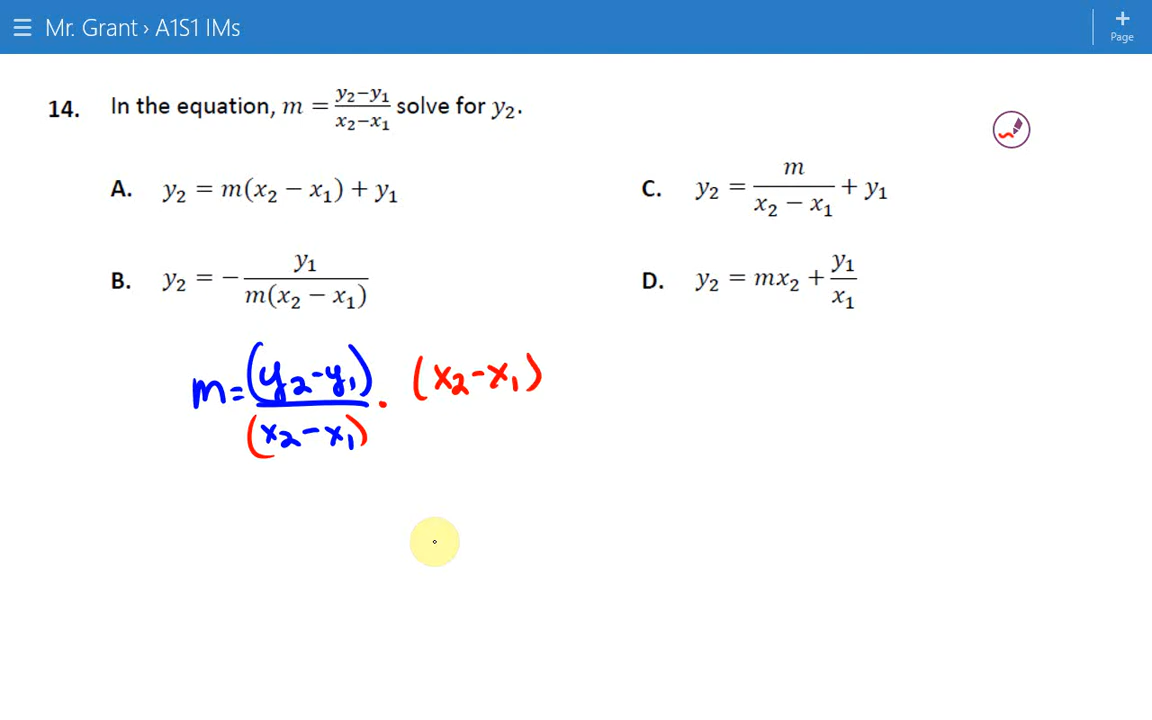 ☰ Mr. Grant › A1S1 IMs
+
Page
14. In the equation, m = (y₂−y₁)/(x₂−x₁) solve for y₂.
A. y₂ = m(x₂ − x₁) + y₁
C. y₂ = m/(x₂ − x₁) + y₁
B. y₂ = − y₁/(m(x₂ − x₁))
D. y₂ = mx₂ + y₁/x₁
m = (y₂-y₁)/(x₂-x₁) · (x₂-x₁)